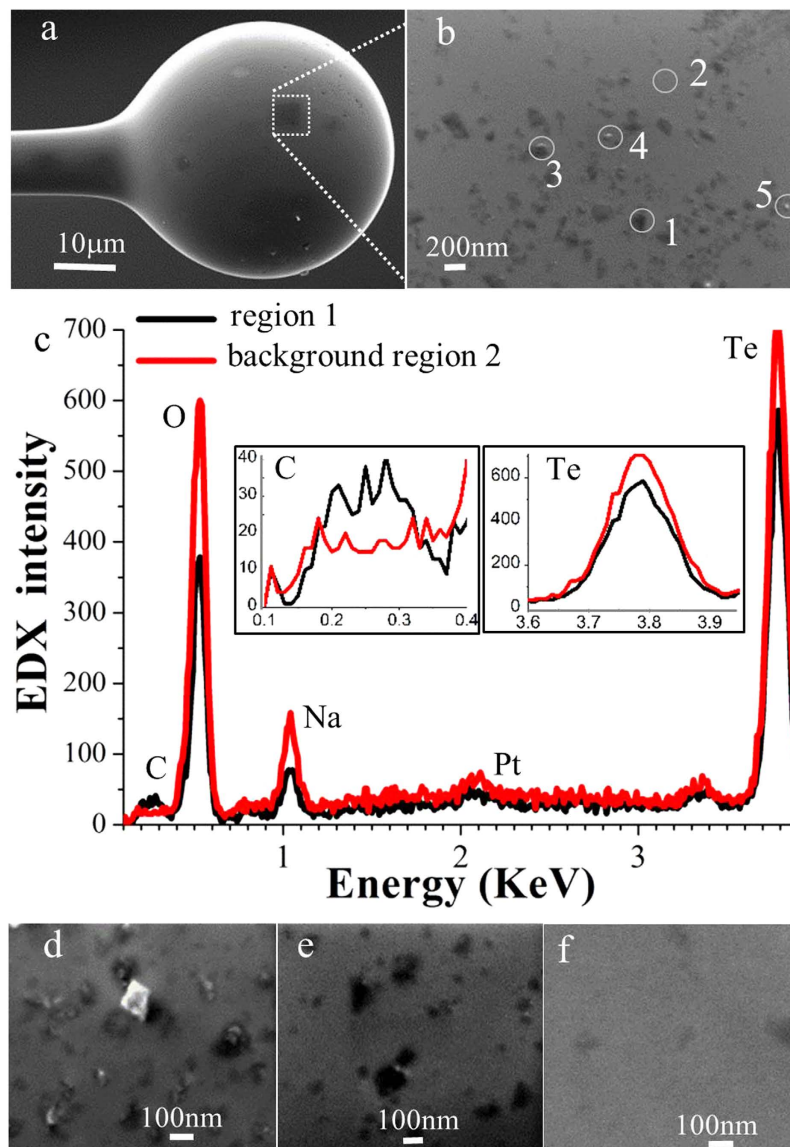 a
10μm
b
2
4
3
5
1
200nm
c
region 1
background region 2
700
600
500
400
300
200
100
0
EDX intensity
O
Te
C
Na
Pt
C
40
30
20
10
0
0.1 0.2 0.3 0.4
Te
600
400
200
0
3.6 3.7 3.8 3.9
1 2 3
Energy (KeV)
d
100nm
e
100nm
f
100nm